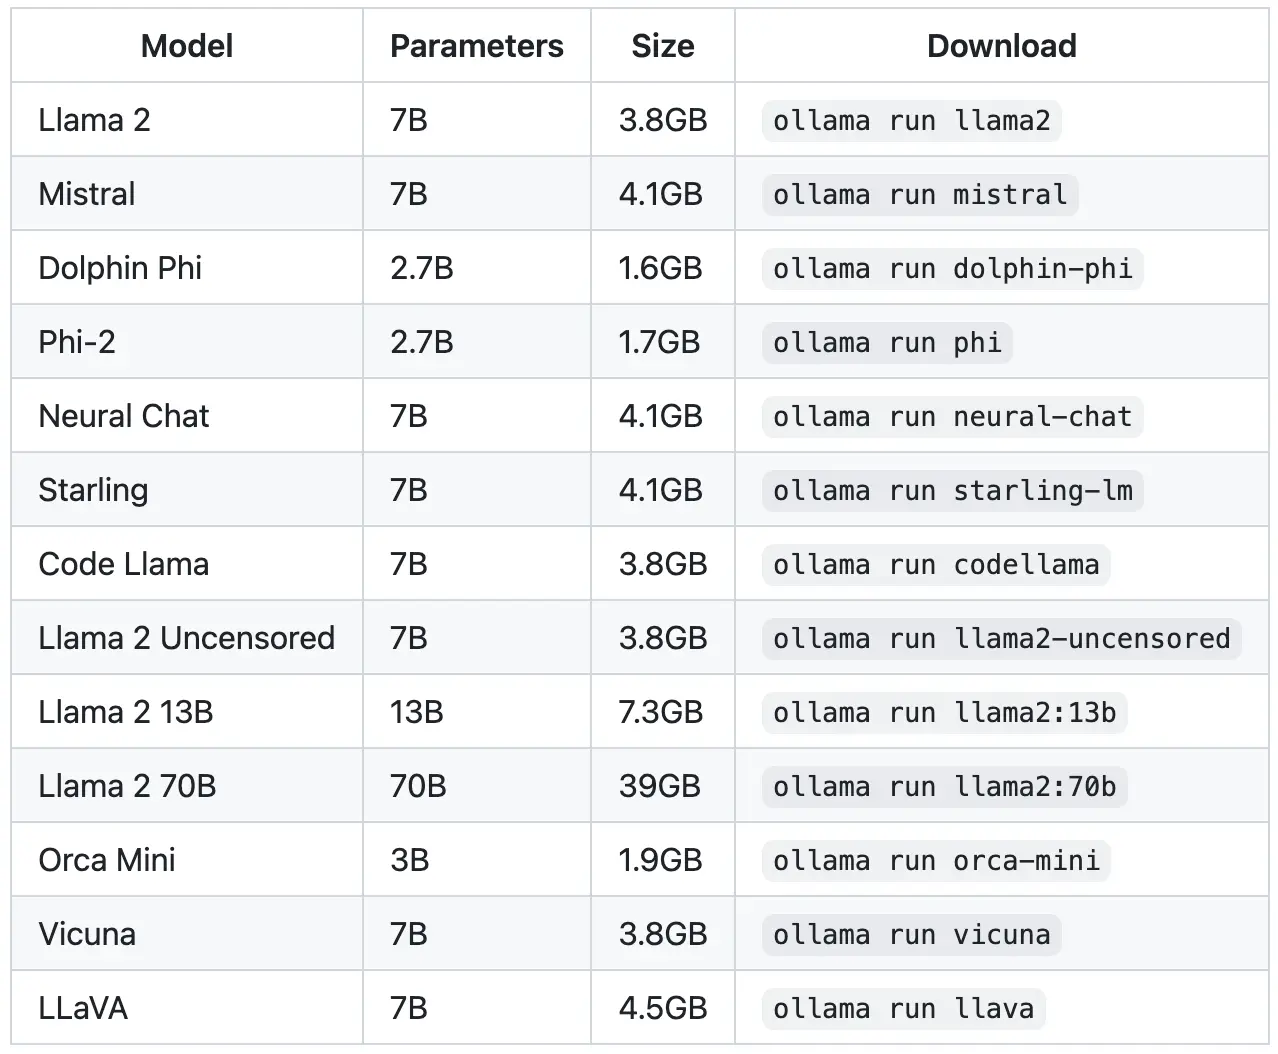 Model Parameters Size Download
Llama 2 7B 3.8GB ollama run llama2
Mistral 7B 4.1GB ollama run mistral
Dolphin Phi 2.7B 1.6GB ollama run dolphin-phi
Phi-2 2.7B 1.7GB ollama run phi
Neural Chat 7B 4.1GB ollama run neural-chat
Starling 7B 4.1GB ollama run starling-lm
Code Llama 7B 3.8GB ollama run codellama
Llama 2 Uncensored 7B 3.8GB ollama run llama2-uncensored
Llama 2 13B 13B 7.3GB ollama run llama2:13b
Llama 2 70B 70B 39GB ollama run llama2:70b
Orca Mini 3B 1.9GB ollama run orca-mini
Vicuna 7B 3.8GB ollama run vicuna
LLaVA 7B 4.5GB ollama run llava